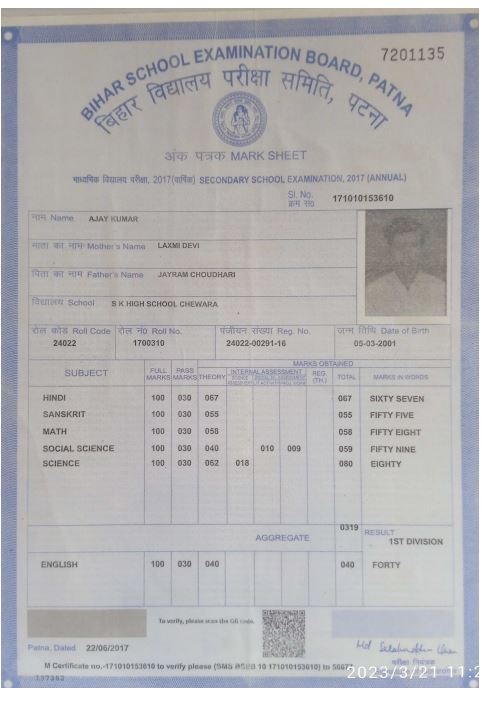 7201135
BIHAR SCHOOL EXAMINATION BOARD, PATNA
बिहार विद्यालय परीक्षा समिति, पटना
अंक पत्रक MARK SHEET
माध्यमिक विद्यालय परीक्षा, 2017(वार्षिक) SECONDARY SCHOOL EXAMINATION, 2017 (ANNUAL)
Sl. No.
क्रम सं० 171010153610
नाम Name AJAY KUMAR
माता का नाम Mother's Name LAXMI DEVI
पिता का नाम Father's Name JAYRAM CHOUDHARI
विद्यालय School S K HIGH SCHOOL CHEWARA
रोल कोड Roll Code रोल नं० Roll No. पंजीयन संख्या Reg. No. जन्म तिथि Date of Birth
24022 1700310 24022-00291-16 05-03-2001
MARKS OBTAINED
SUBJECT FULL MARKS PASS MARKS THEORY INTERNAL ASSESSMENT REG (TH.) TOTAL MARKS IN WORDS
HINDI 100 030 067 067 SIXTY SEVEN
SANSKRIT 100 030 055 055 FIFTY FIVE
MATH 100 030 058 058 FIFTY EIGHT
SOCIAL SCIENCE 100 030 040 010 009 059 FIFTY NINE
SCIENCE 100 030 062 018 080 EIGHTY
AGGREGATE 0319 RESULT
1ST DIVISION
ENGLISH 100 030 040 040 FORTY
To verify, please scan the QR code.
Patna, Dated 22/06/2017
परीक्षा नियंत्रक
M Certificate no.-171010153610 to verify please (SMS BSEB 10 171010153610) to
2023/3/21 11:2